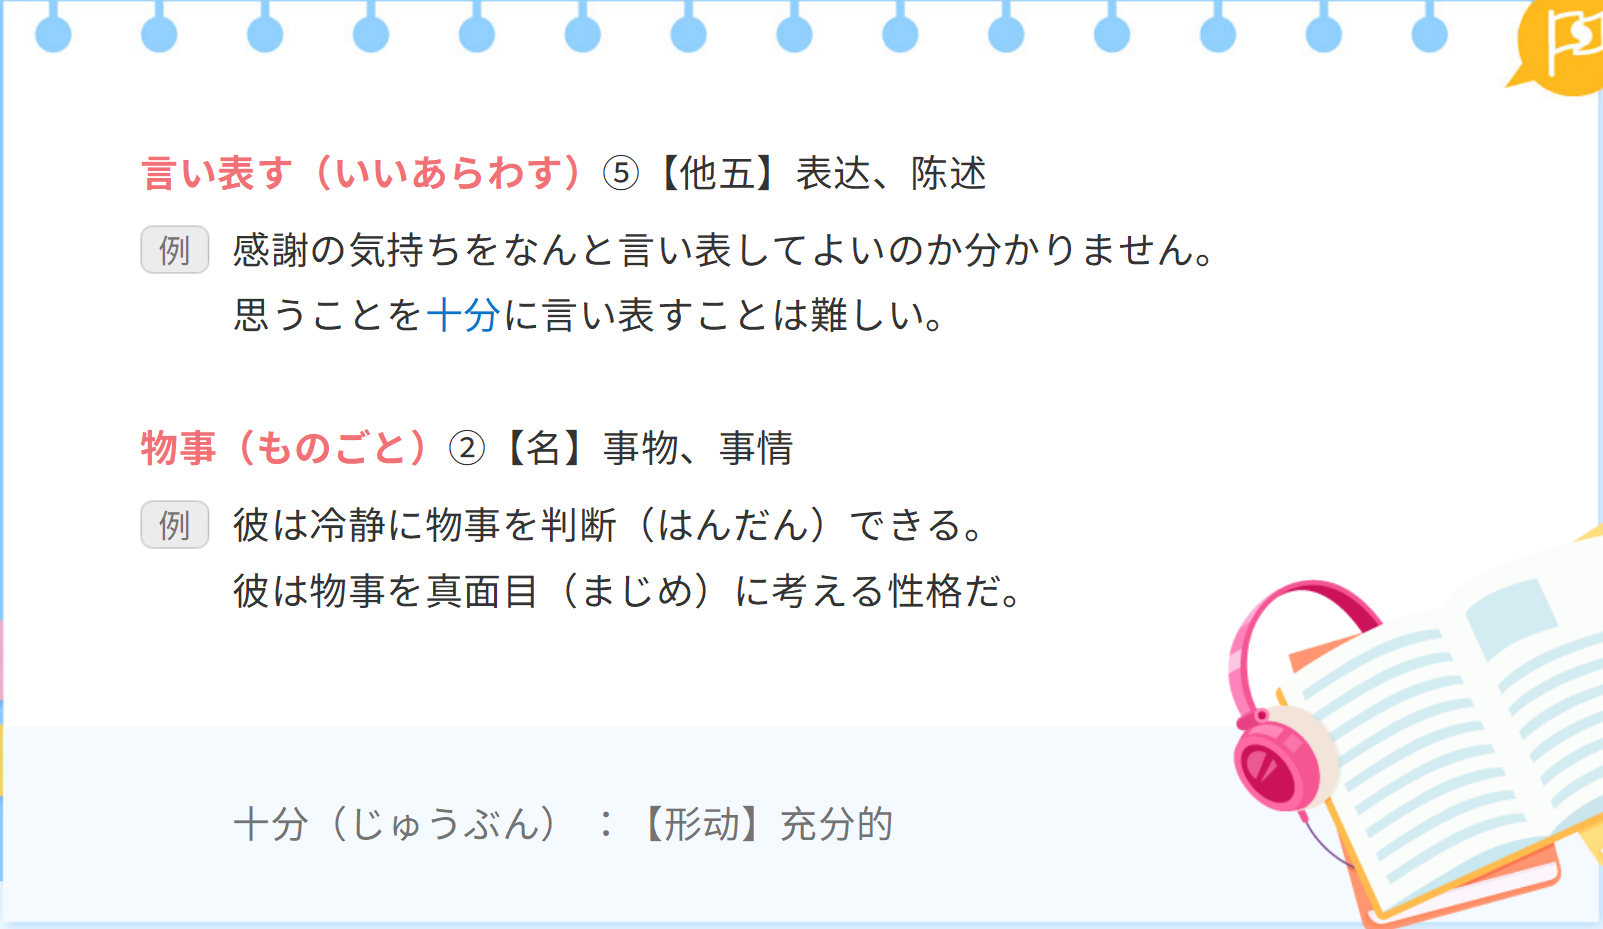 言い表す（いいあらわす）⑤【他五】表达、陈述
例 感謝の気持ちをなんと言い表してよいのか分かりません。
思うことを十分に言い表すことは難しい。
物事（ものごと）②【名】事物、事情
例 彼は冷静に物事を判断（はんだん）できる。
彼は物事を真面目（まじめ）に考える性格だ。
十分（じゅうぶん）：【形动】充分的